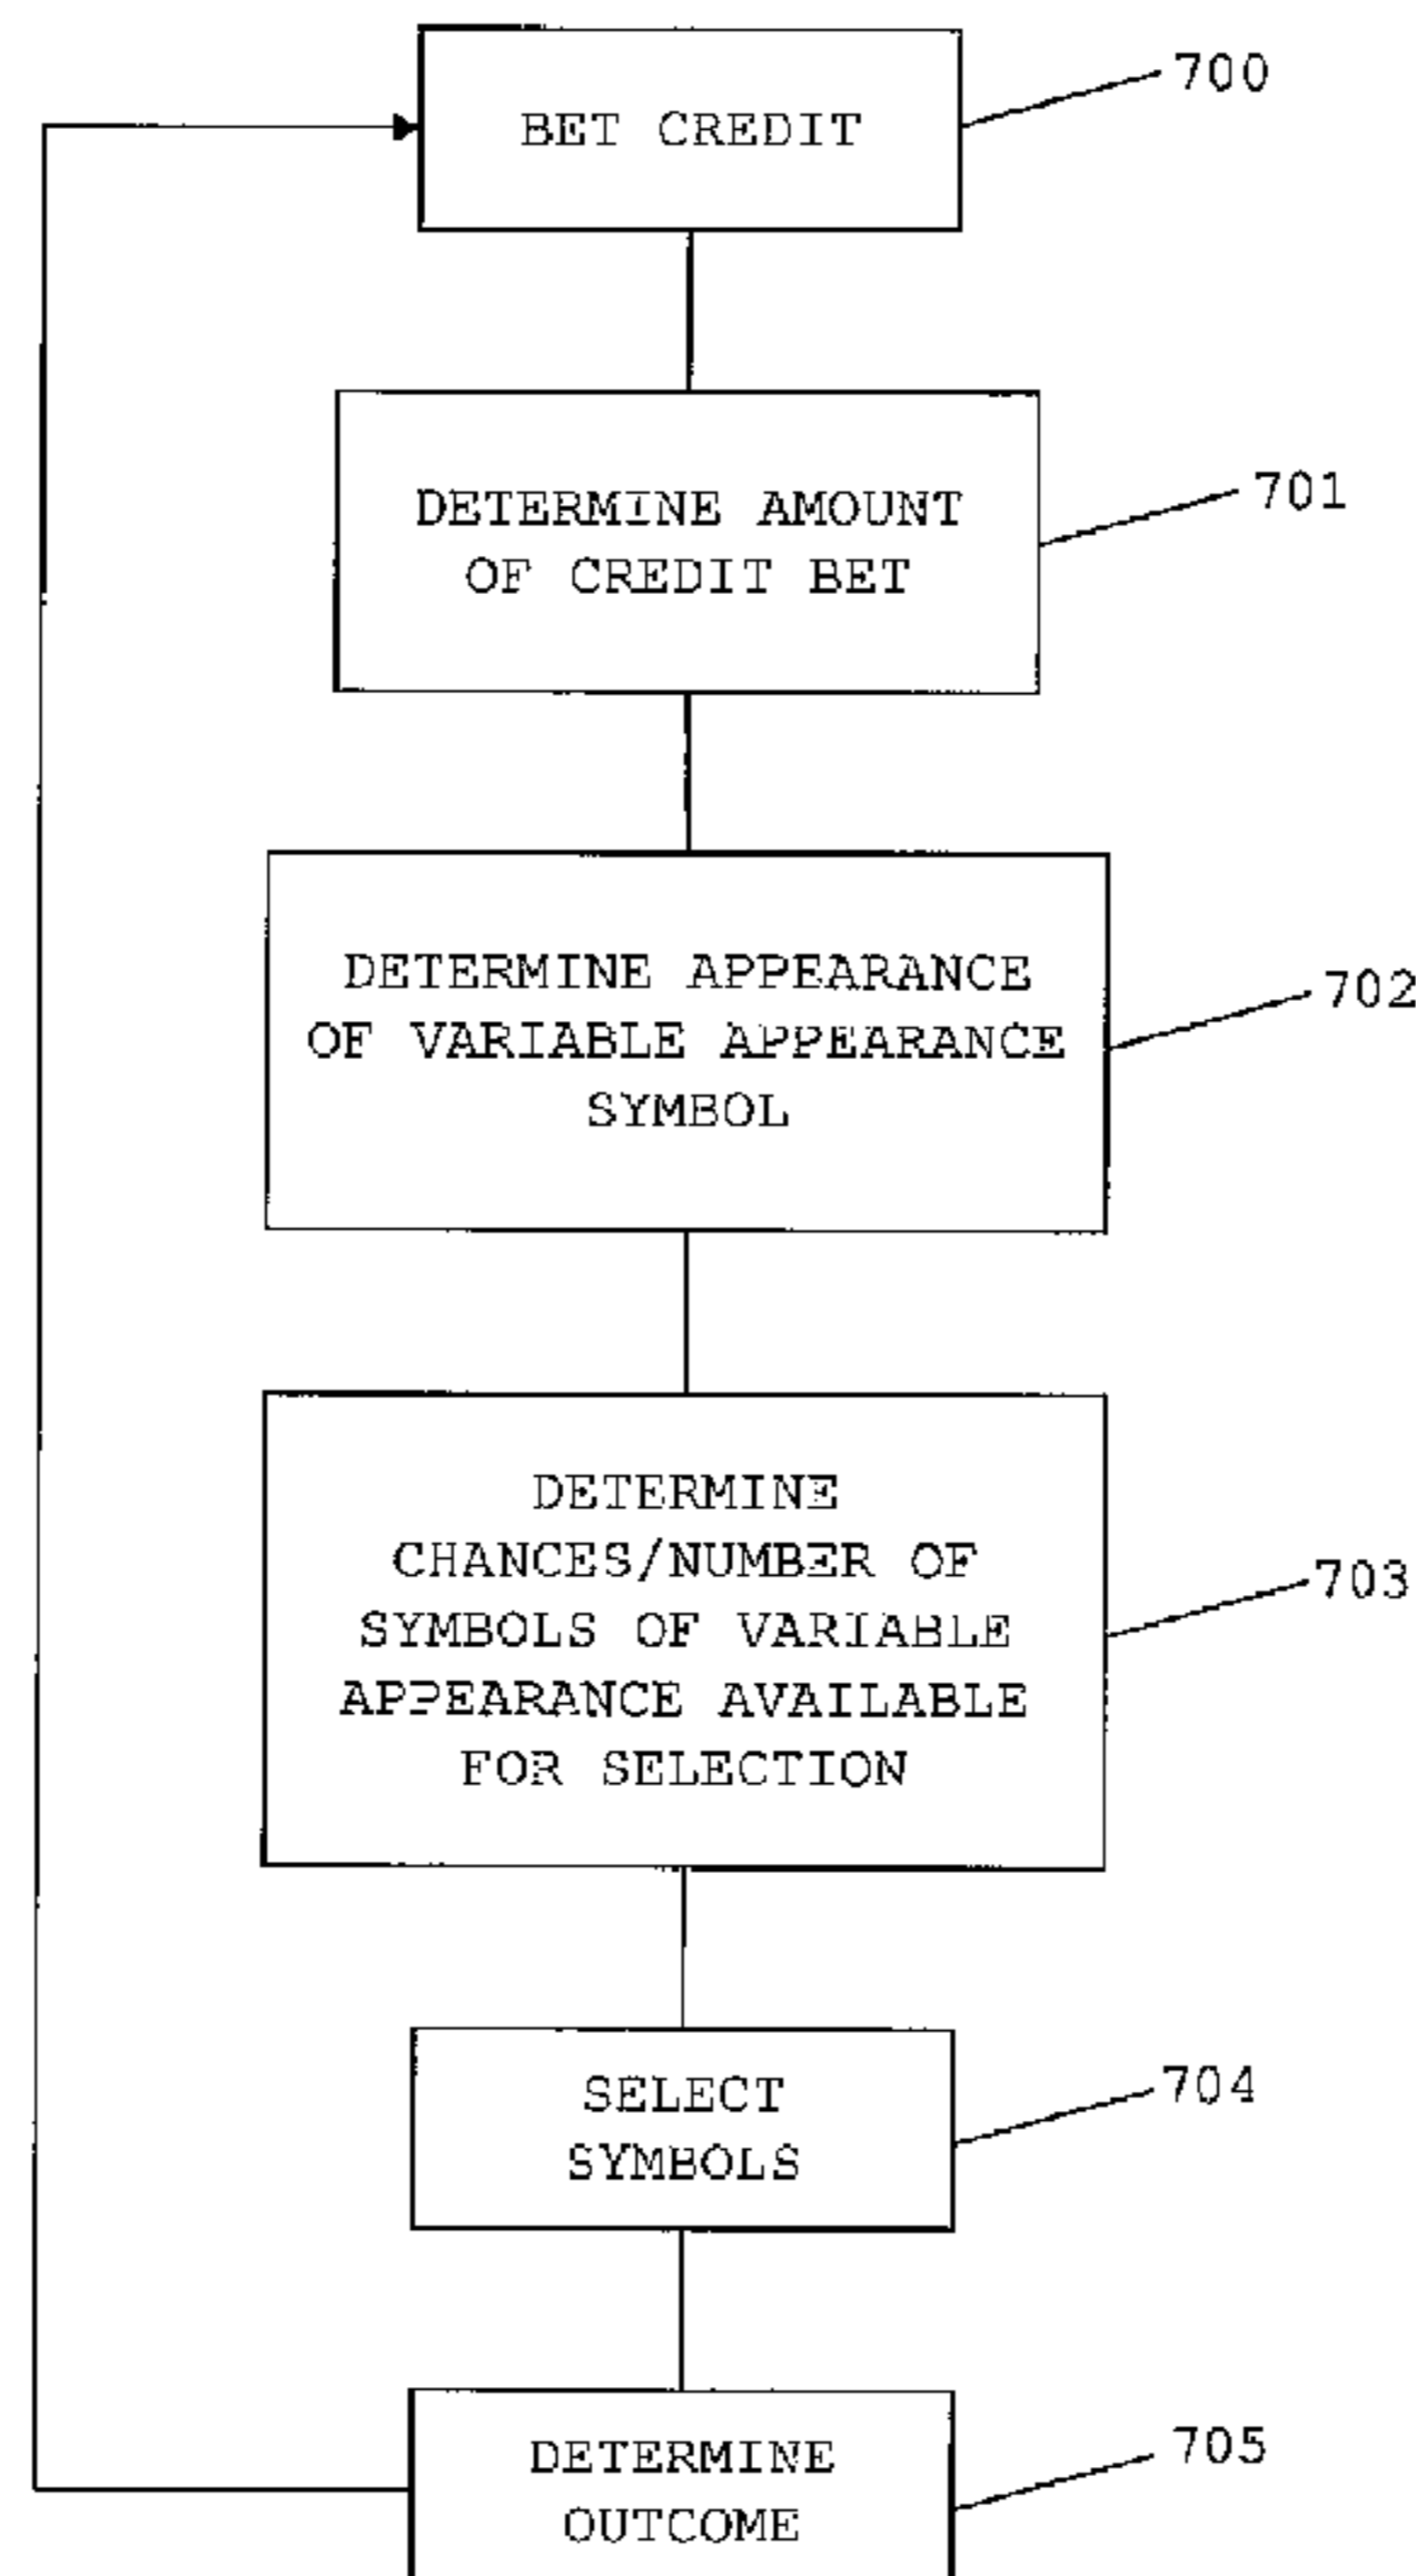 BET CREDIT
700
DETERMINE AMOUNT
OF CREDIT BET
701
DETERMINE APPEARANCE
OF VARIABLE APPEARANCE
SYMBOL
702
DETERMINE
CHANCES/NUMBER OF
SYMBOLS OF VARIABLE
APPEARANCE AVAILABLE
FOR SELECTION
703
SELECT
SYMBOLS
704
DETERMINE
OUTCOME
705